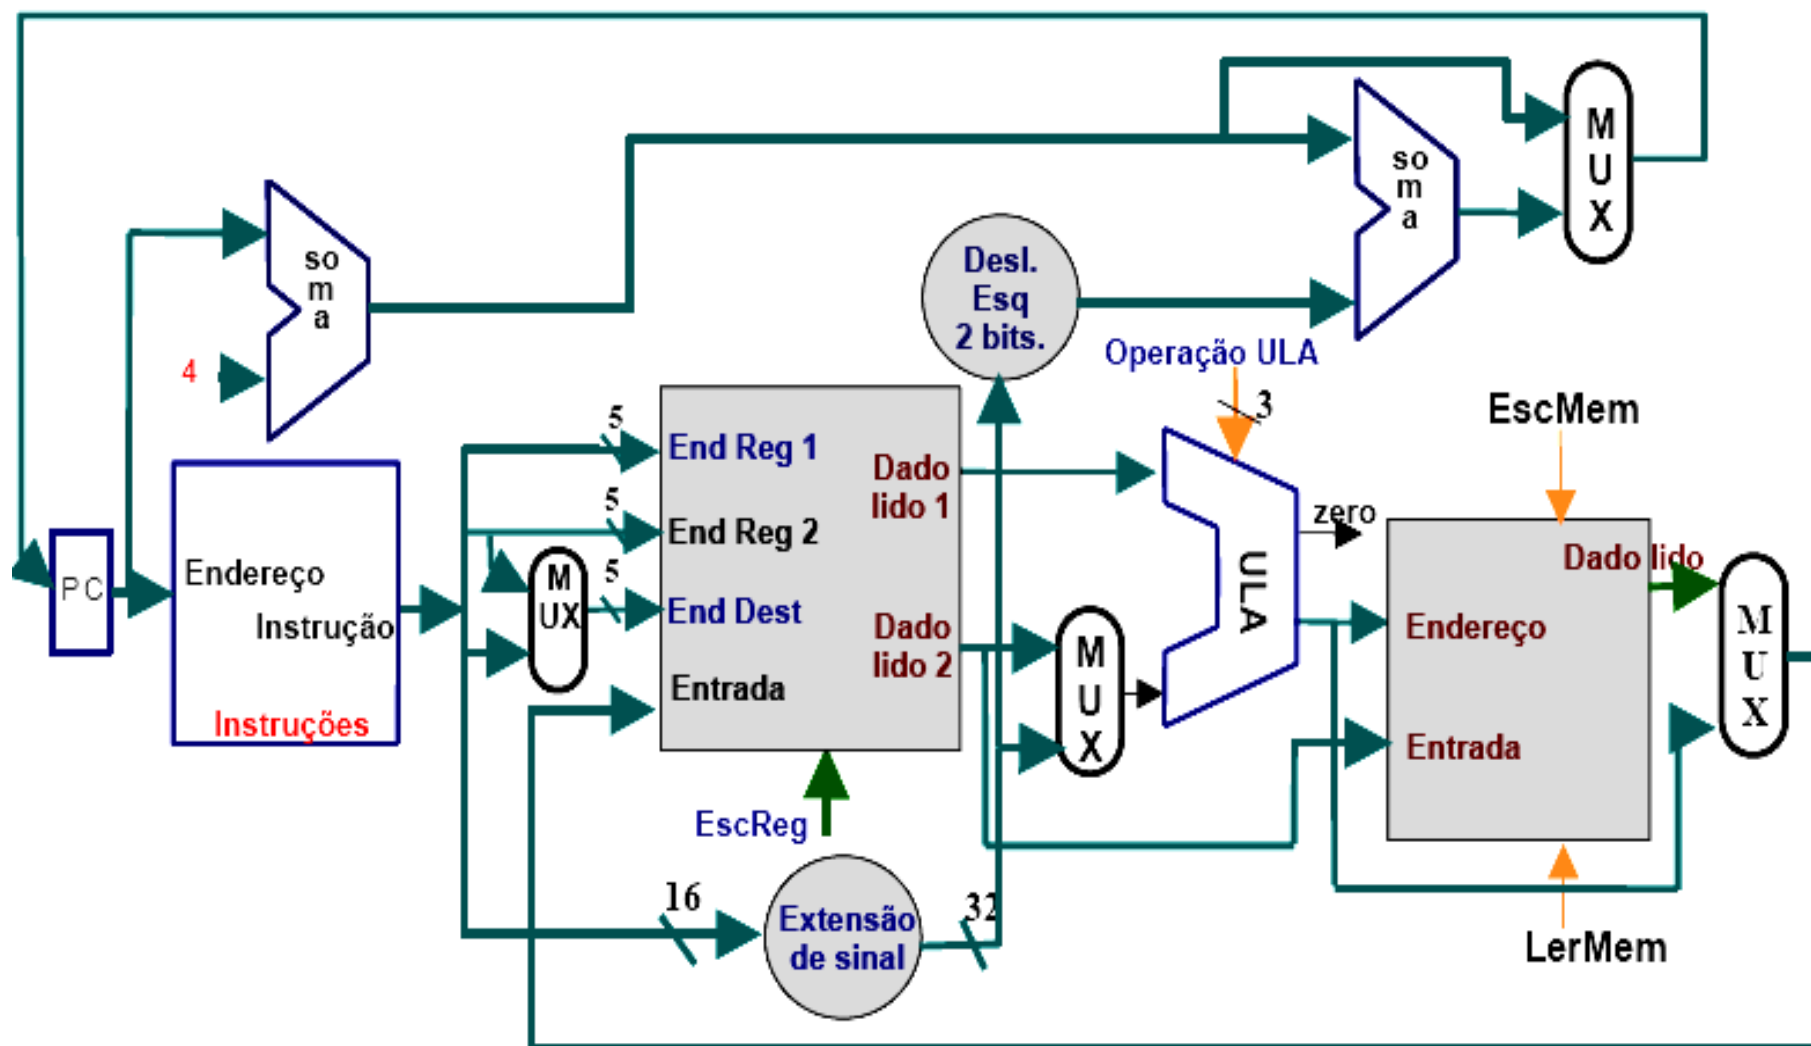 M
U
X
so
m
a
so
m
a
4
Desl.
Esq
2 bits.
Operação ULA
3
EscMem
5
End Reg 1
Dado
lido 1
5
End Reg 2
zero
Dado lido
PC
Endereço
Instrução
Instruções
M
UX
5
End Dest
Dado
lido 2
Entrada
M
U
X
ULA
Endereço
Entrada
M
U
X
EscReg
16
Extensão
de sinal
32
LerMem